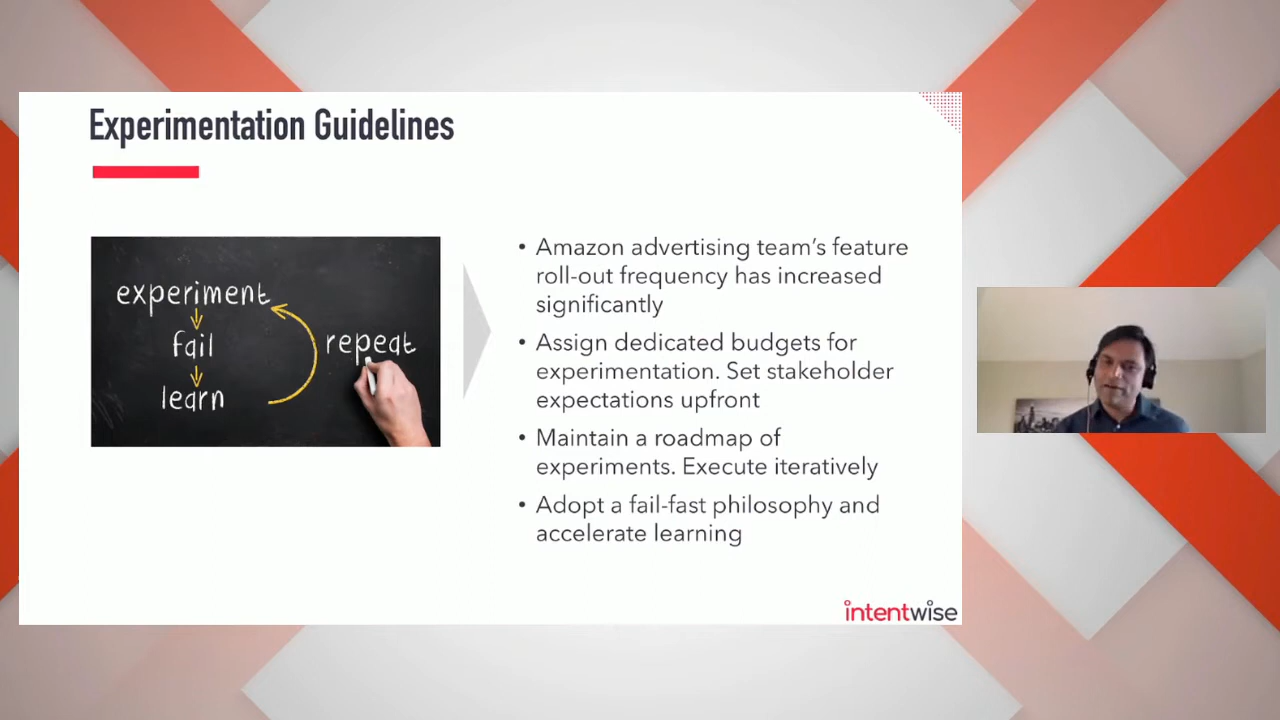 Experimentation Guidelines
experiment
fail
learn
repeat
• Amazon advertising team’s feature
roll-out frequency has increased
significantly
• Assign dedicated budgets for
experimentation. Set stakeholder
expectations upfront
• Maintain a roadmap of
experiments. Execute iteratively
• Adopt a fail-fast philosophy and
accelerate learning
intentwise